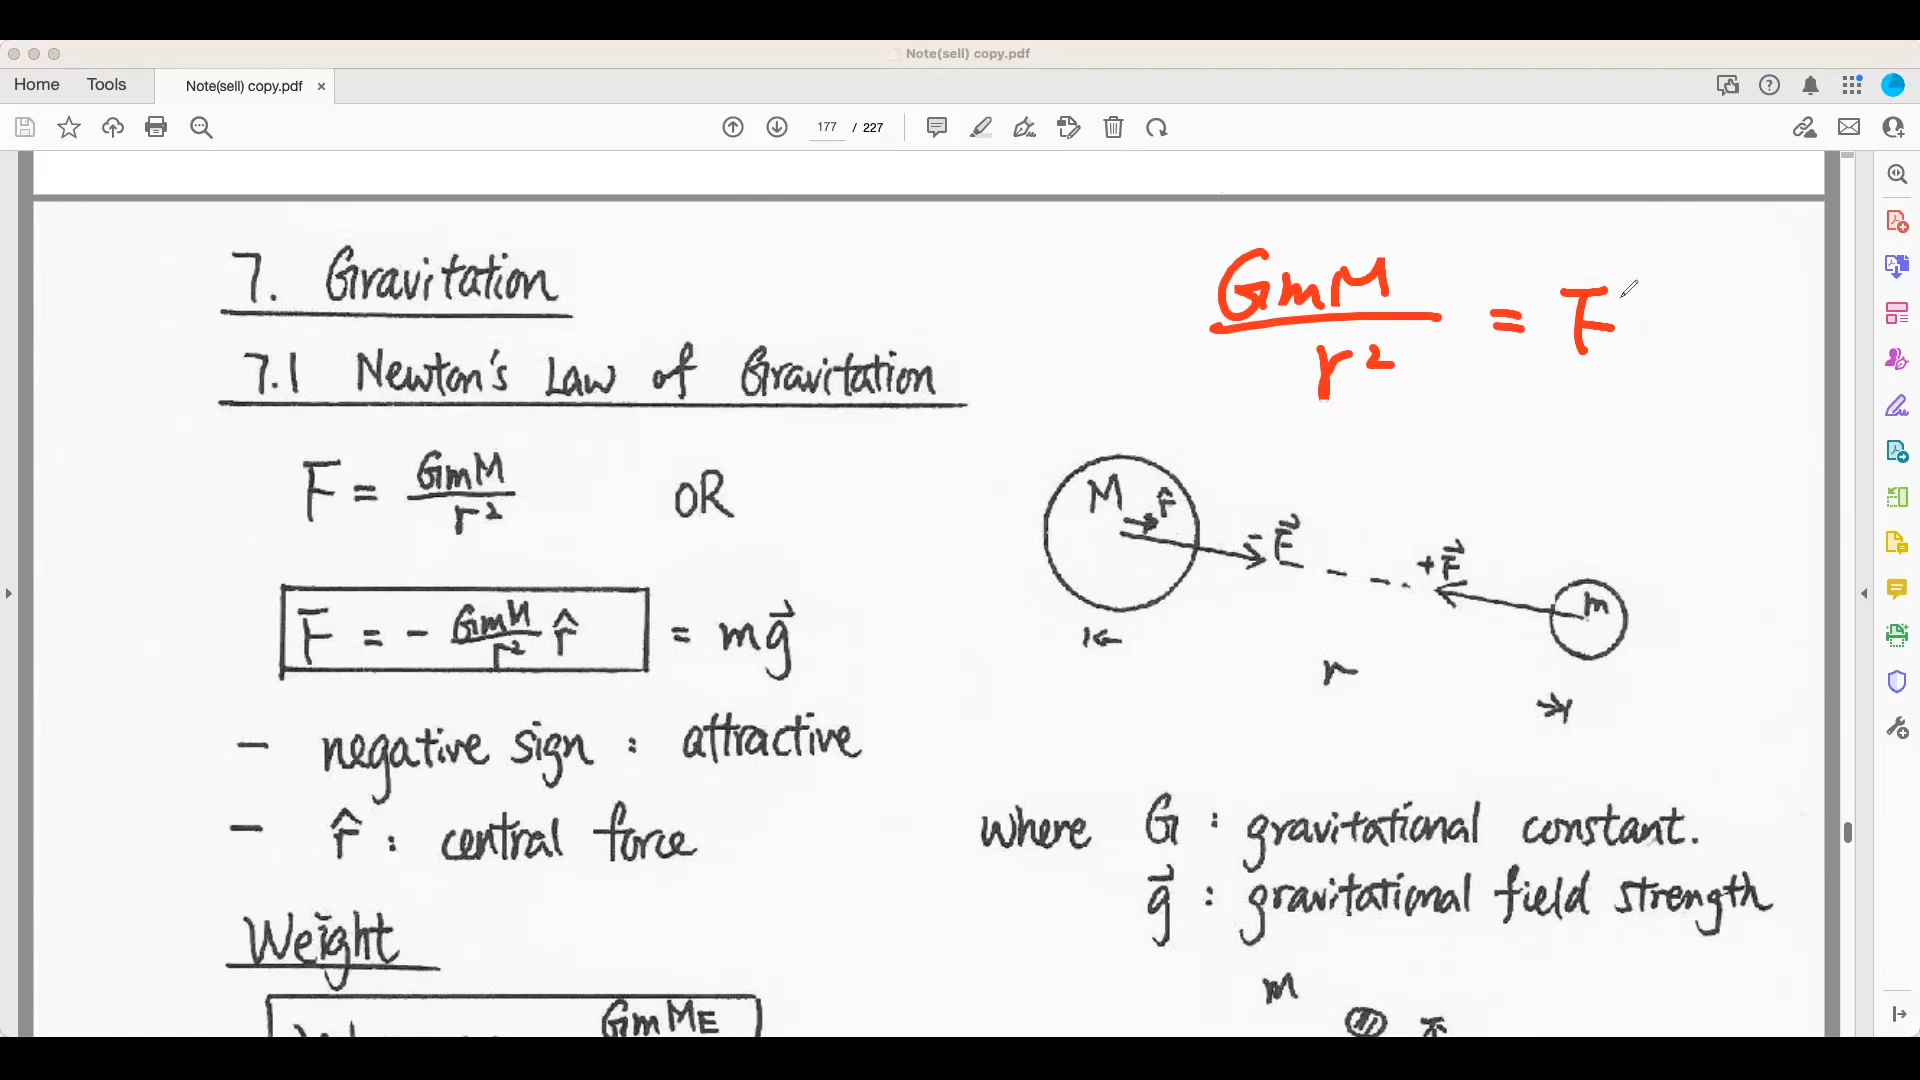 Note(sell) copy.pdf
Home Tools Note(sell) copy.pdf ×
177 / 227
7. Gravitation
GmM / r² = F
7.1 Newton's Law of Gravitation
F = GmM / r² OR
M r̂ -F⃗ +F⃗ m
F = - GmM / r² r̂ = mg⃗
r
- negative sign : attractive
- r̂ : central force
where G : gravitational constant.
g⃗ : gravitational field strength
Weight
m
GmME